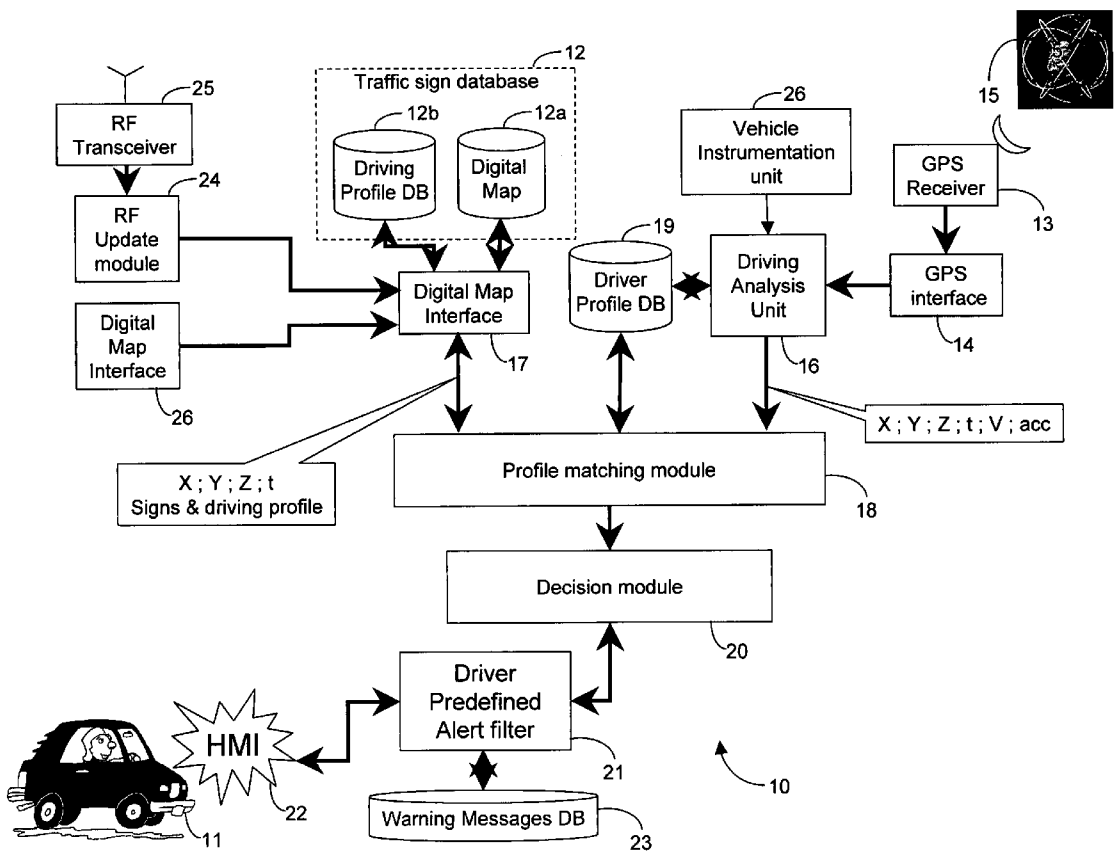 12
Traffic sign database
15
25
RF
Transceiver
12b
12a
26
Driving
Profile DB
Digital
Map
Vehicle
Instrumentation
unit
GPS
Receiver
13
24
RF
Update
module
19
Driver
Profile DB
Driving
Analysis
Unit
GPS
interface
14
Digital Map
Interface
17
16
Digital
Map
Interface
26
X ; Y ; Z ; t ; V ; acc
X ; Y ; Z ; t
Signs & driving profile
Profile matching module
18
Decision module
20
Driver
Predefined
Alert filter
21
HMI
22
11
10
Warning Messages DB
23